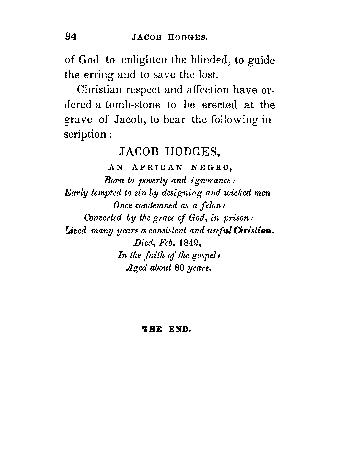 94 JACOB HODGES.
of God to enlighten the blinded, to guide
the erring and to save the lost.
Christian respect and affection have or-
dered a tomb-stone to be erected at the
grave of Jacob, to bear the following in-
scription:
JACOB HODGES,
AN AFRICAN NEGRO,
Born to poverty and ignorance:
Early tempted to sin by designing and wicked men
Once condemned as a felon:
Converted by the grace of God, in prison:
Lived many years a consistent and useful Christian.
Died, Feb. 1842,
In the faith of the gospel:
Aged about 80 years.
THE END.